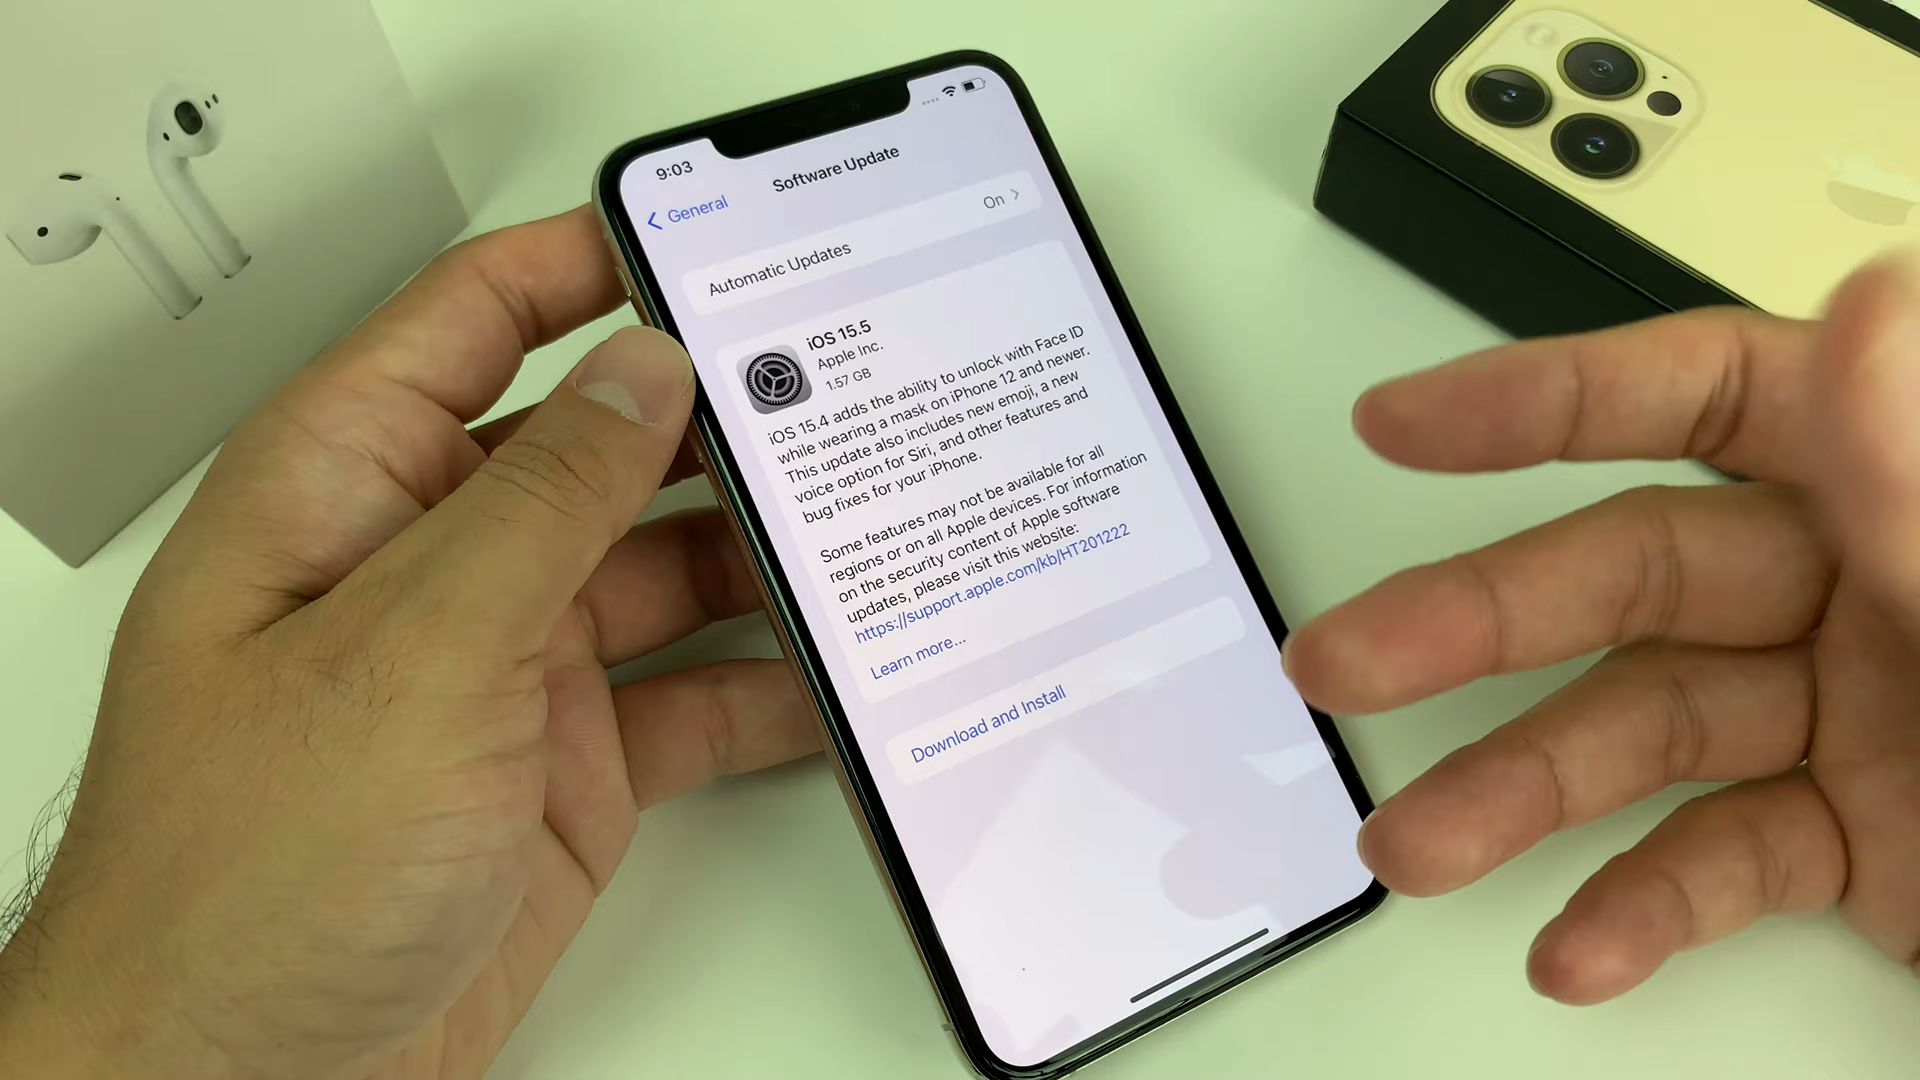 9:03
General
Software Update
Automatic Updates
On
iOS 15.5
Apple Inc.
1.57 GB
iOS 15.4 adds the ability to unlock with Face ID
while wearing a mask on iPhone 12 and newer.
This update also includes new emoji, a new
voice option for Siri, and other features and
bug fixes for your iPhone.
Some features may not be available for all
regions or on all Apple devices. For information
on the security content of Apple software
updates, please visit this website:
https://support.apple.com/kb/HT201222
Learn more...
Download and Install